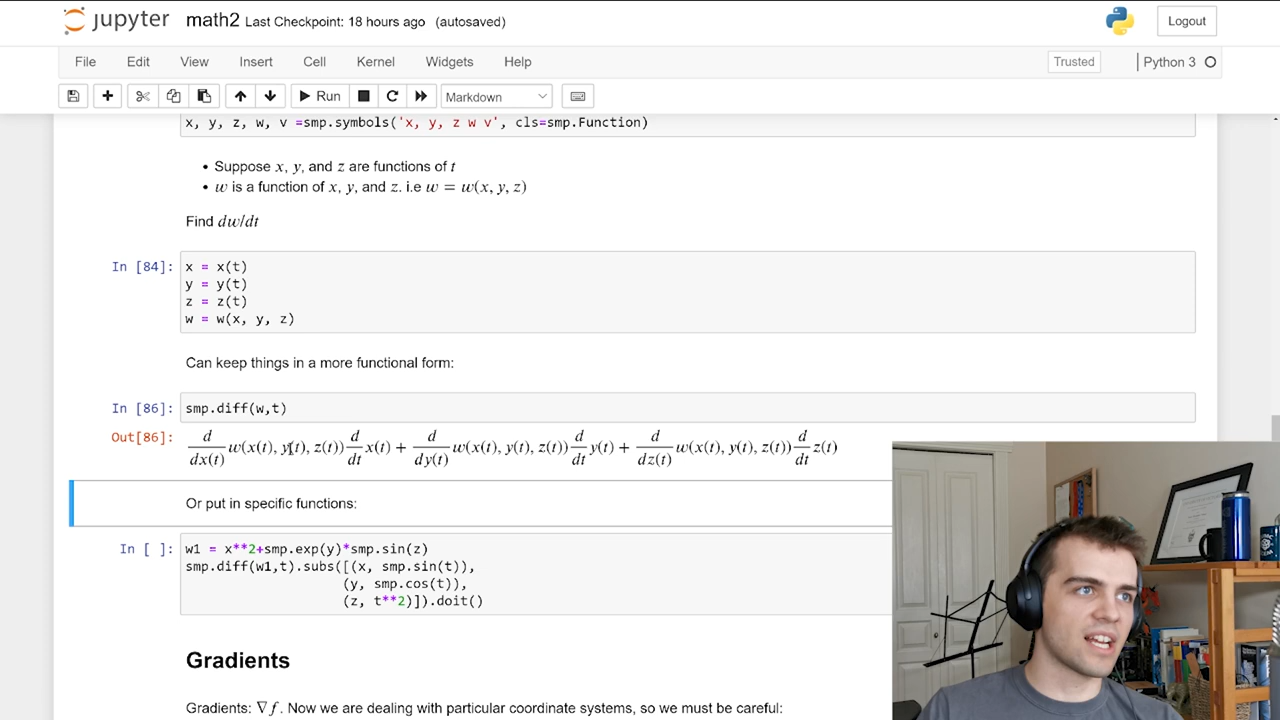 jupyter math2 Last Checkpoint: 18 hours ago (autosaved)
Logout
File Edit View Insert Cell Kernel Widgets Help
Trusted
Python 3
Run
Markdown
x, y, z, w, v =smp.symbols('x, y, z w v', cls=smp.Function)
• Suppose x, y, and z are functions of t
• w is a function of x, y, and z. i.e w = w(x, y, z)
Find dw/dt
In [84]: x = x(t)
y = y(t)
z = z(t)
w = w(x, y, z)
Can keep things in a more functional form:
In [86]: smp.diff(w,t)
Out[86]: d/dx(t) w(x(t), y(t), z(t)) d/dt x(t) + d/dy(t) w(x(t), y(t), z(t)) d/dt y(t) + d/dz(t) w(x(t), y(t), z(t)) d/dt z(t)
Or put in specific functions:
In [ ]: w1 = x**2+smp.exp(y)*smp.sin(z)
smp.diff(w1,t).subs([(x, smp.sin(t)),
(y, smp.cos(t)),
(z, t**2)]).doit()
Gradients
Gradients: ∇f. Now we are dealing with particular coordinate systems, so we must be careful: